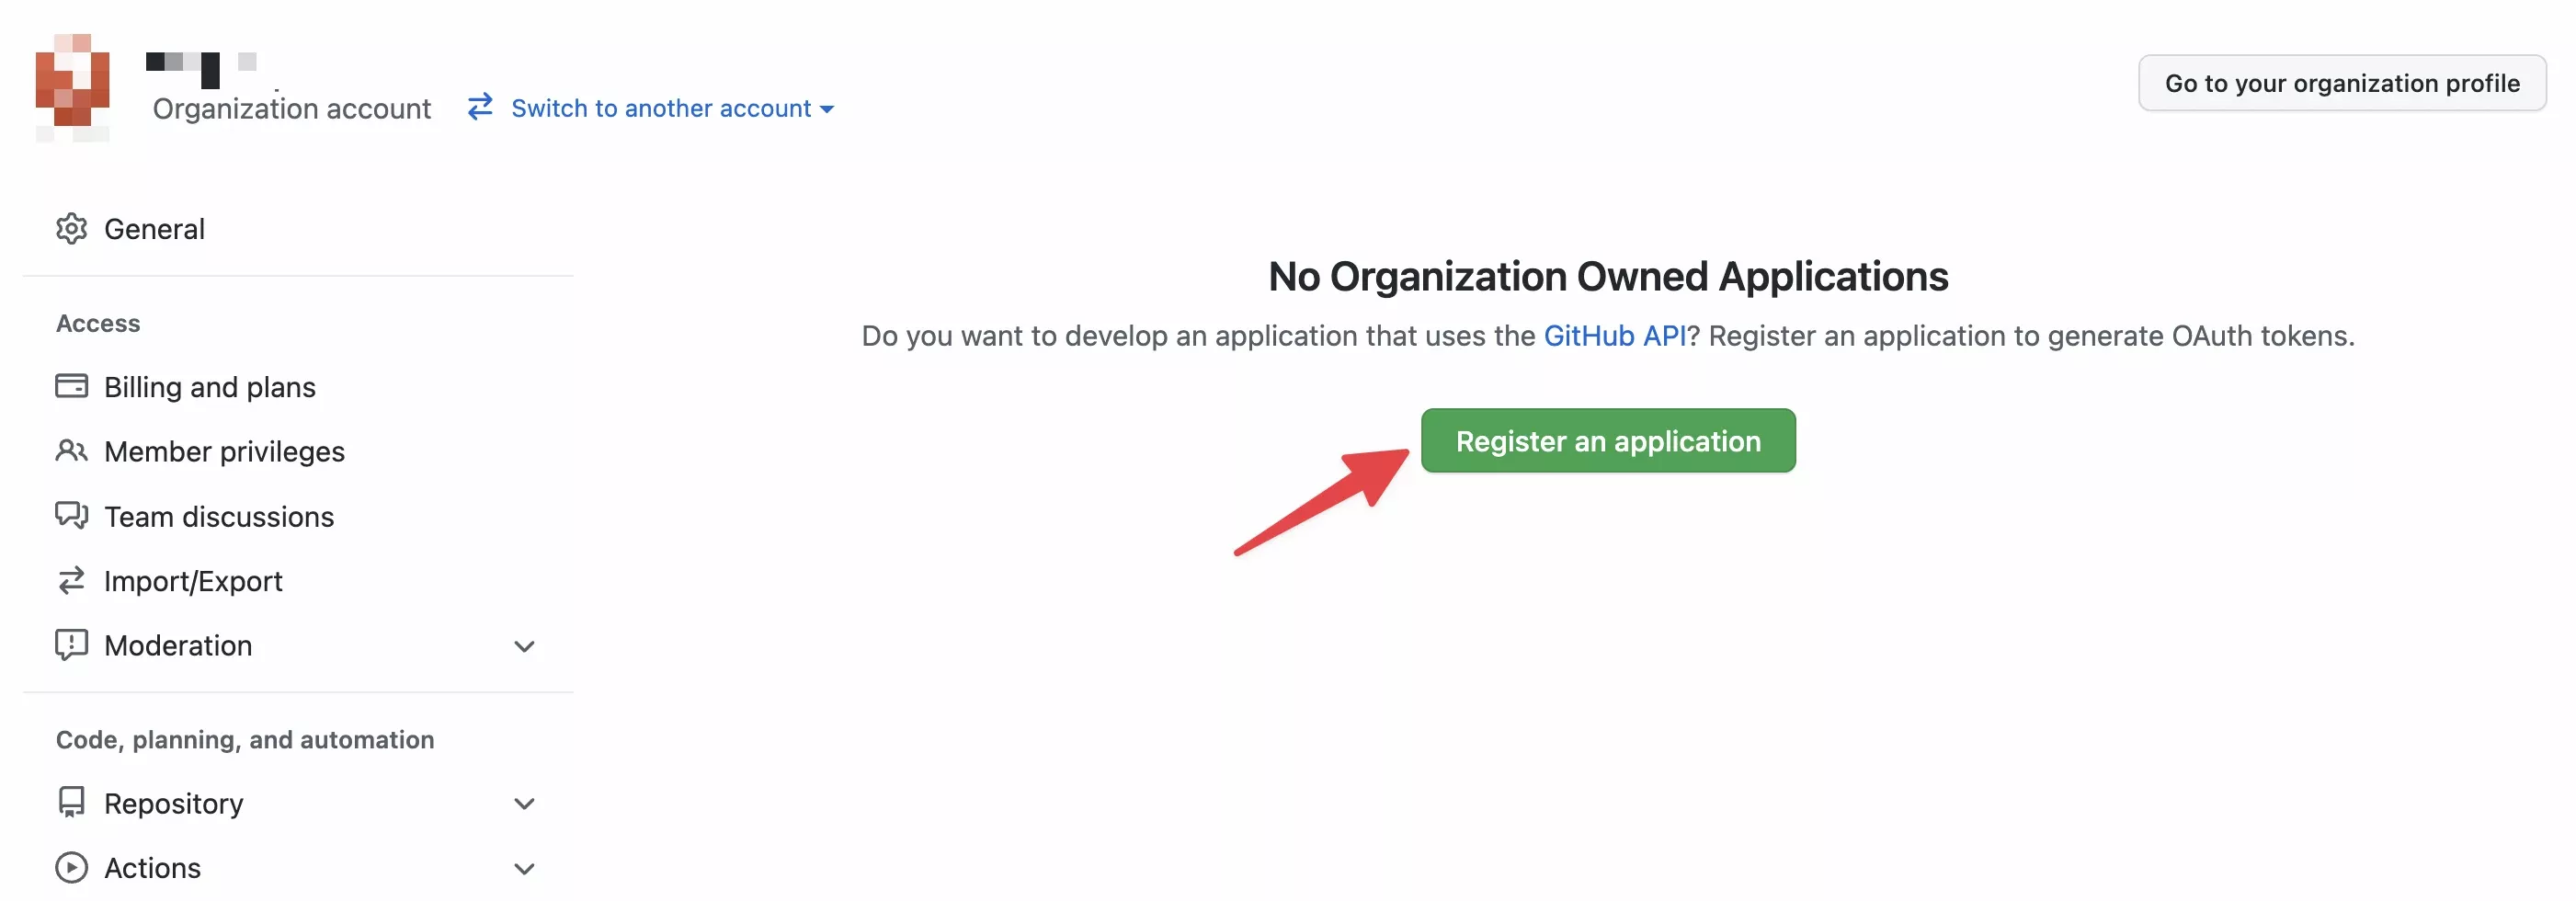 Organization account
Switch to another account
Go to your organization profile
General
Access
Billing and plans
Member privileges
Team discussions
Import/Export
Moderation
Code, planning, and automation
Repository
Actions
No Organization Owned Applications
Do you want to develop an application that uses the GitHub API? Register an application to generate OAuth tokens.
Register an application